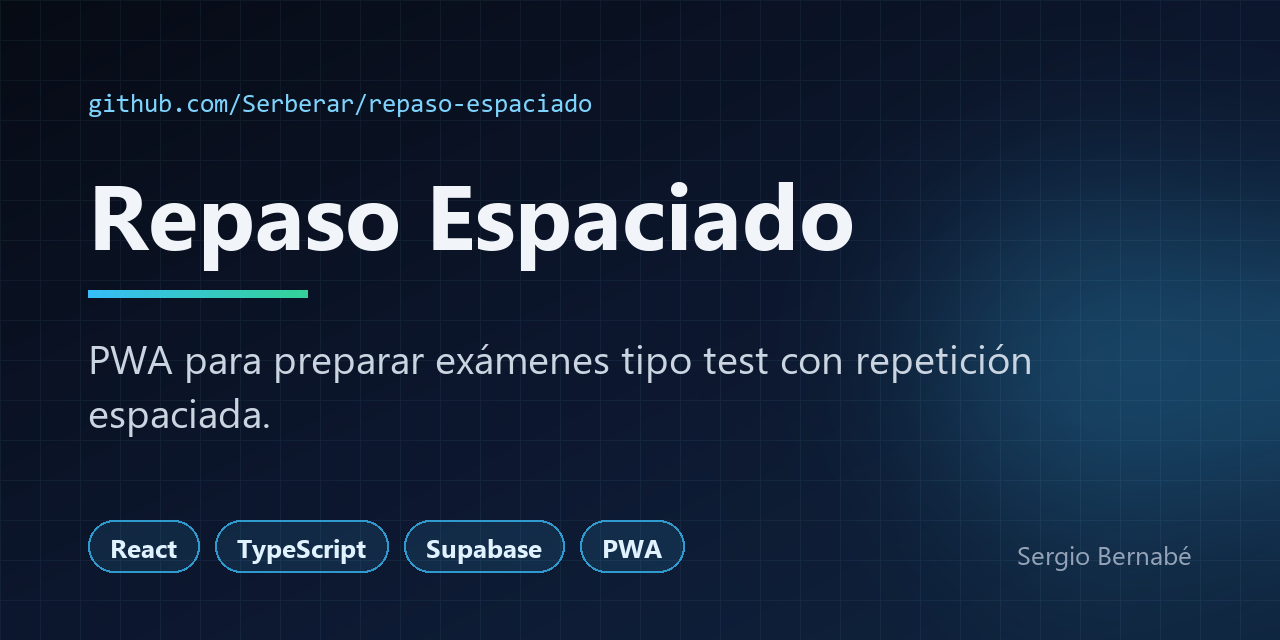 github.com/Serberar/repaso-espaciado
Repaso Espaciado
PWA para preparar exámenes tipo test con repetición
espaciada.
React
TypeScript
Supabase
PWA
Sergio Bernabé